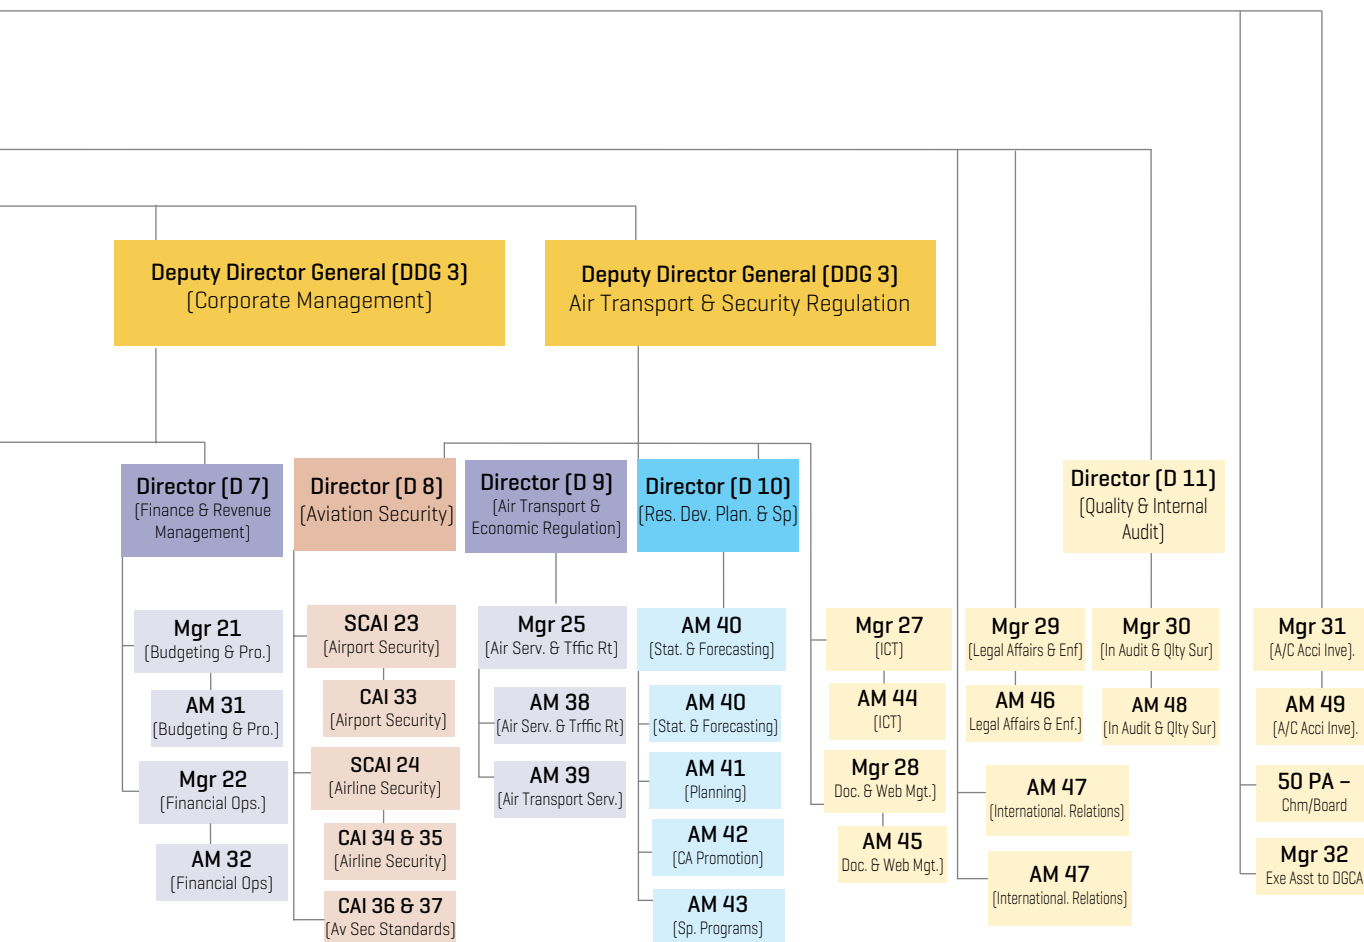 Deputy Director General (DDG 3)
(Corporate Management)
Deputy Director General (DDG 3)
Air Transport & Security Regulation
Director (D 7)
(Finance & Revenue
Management)
Director (D 8)
(Aviation Security)
Director (D 9)
(Air Transport &
Economic Regulation)
Director (D 10)
(Res. Dev. Plan. & Sp)
Director (D 11)
(Quality & Internal
Audit)
Mgr 21
(Budgeting & Pro.)
AM 31
(Budgeting & Pro.)
Mgr 22
(Financial Ops.)
AM 32
(Financial Ops)
SCAI 23
(Airport Security)
CAI 33
(Airport Security)
SCAI 24
(Airline Security)
CAI 34 & 35
(Airline Security)
CAI 36 & 37
(Av Sec Standards)
Mgr 25
(Air Serv. & Tffic Rt)
AM 38
(Air Serv. & Trffic Rt)
AM 39
(Air Transport Serv.)
AM 40
(Stat. & Forecasting)
AM 40
(Stat. & Forecasting)
AM 41
(Planning)
AM 42
(CA Promotion)
AM 43
(Sp. Programs)
Mgr 27
(ICT)
AM 44
(ICT)
Mgr 28
Doc. & Web Mgt.)
AM 45
Doc. & Web Mgt.)
Mgr 29
(Legal Affairs & Enf)
AM 46
Legal Affairs & Enf.)
AM 47
(International. Relations)
AM 47
(International. Relations)
Mgr 30
(In Audit & Qlty Sur)
AM 48
(In Audit & Qlty Sur)
Mgr 31
(A/C Acci Inve).
AM 49
(A/C Acci Inve).
50 PA –
Chm/Board
Mgr 32
Exe Asst to DGCA